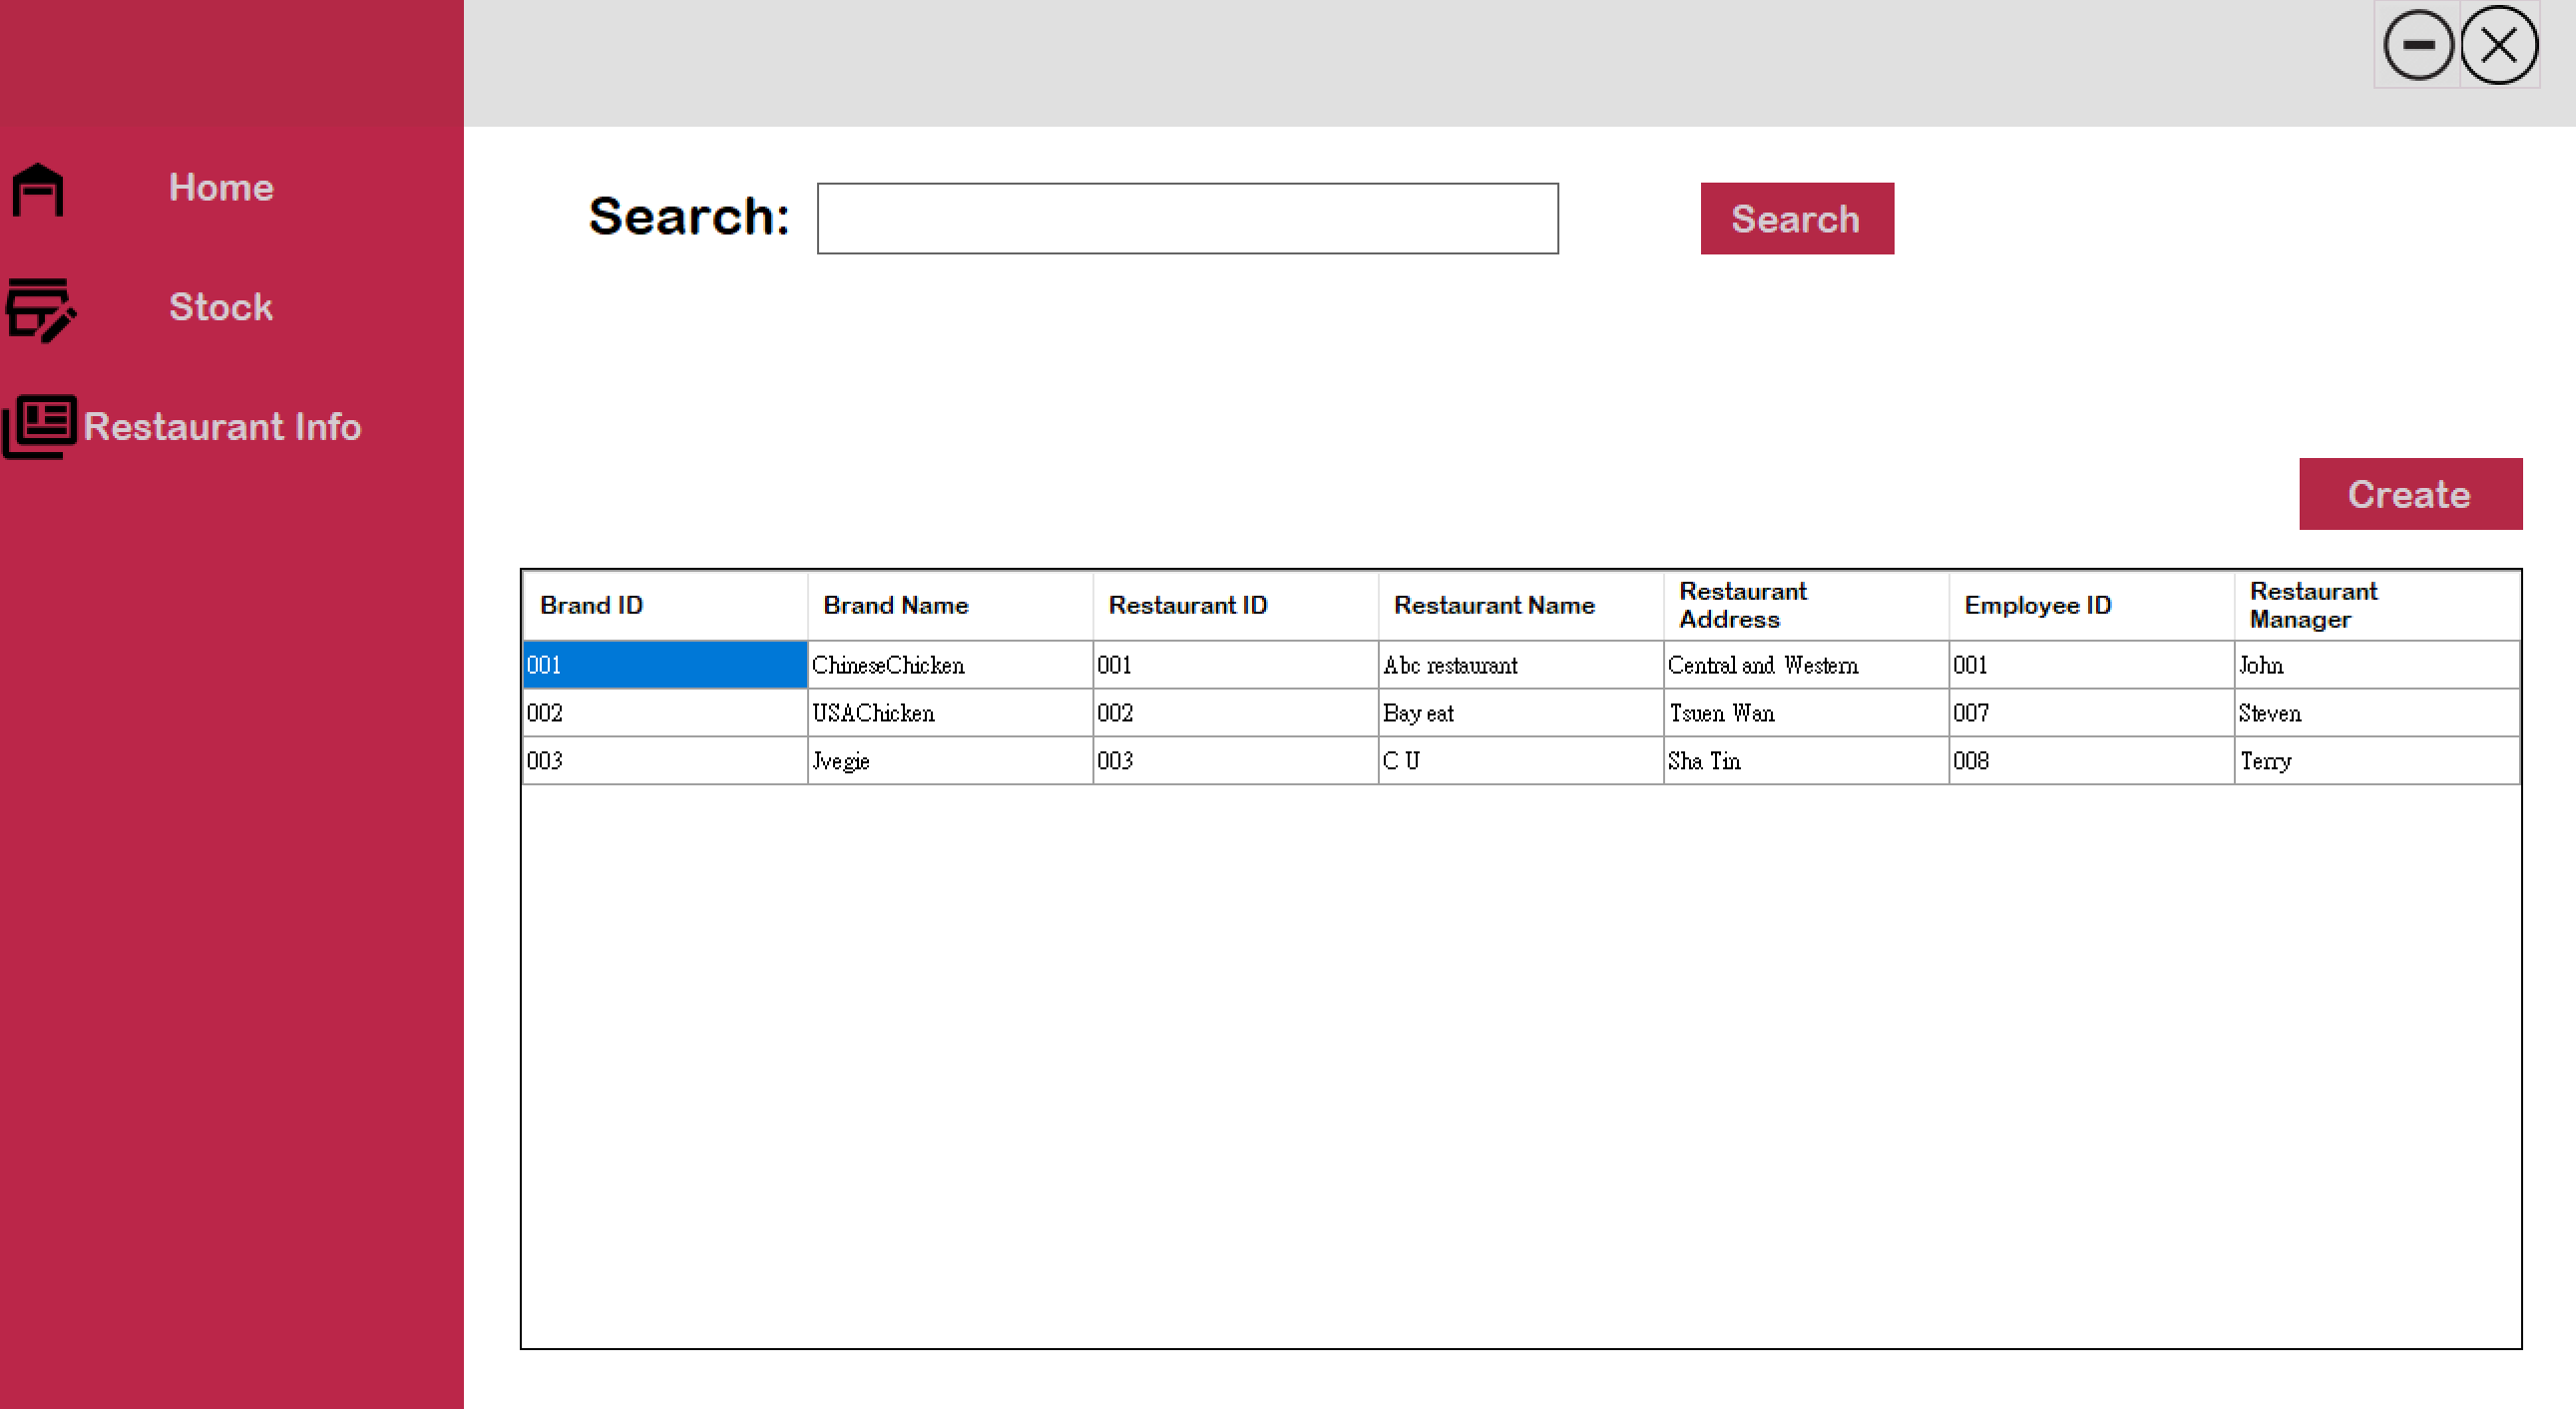 Home
Stock
Restaurant Info
Search:
Search
Create
Brand ID Brand Name Restaurant ID Restaurant Name Restaurant Address Employee ID Restaurant Manager
001 ChineseChicken 001 Abc restaurant Central and Western 001 John
002 USAChicken 002 Bay eat Tsuen Wan 007 Steven
003 Jvegie 003 C U Sha Tin 008 Terry